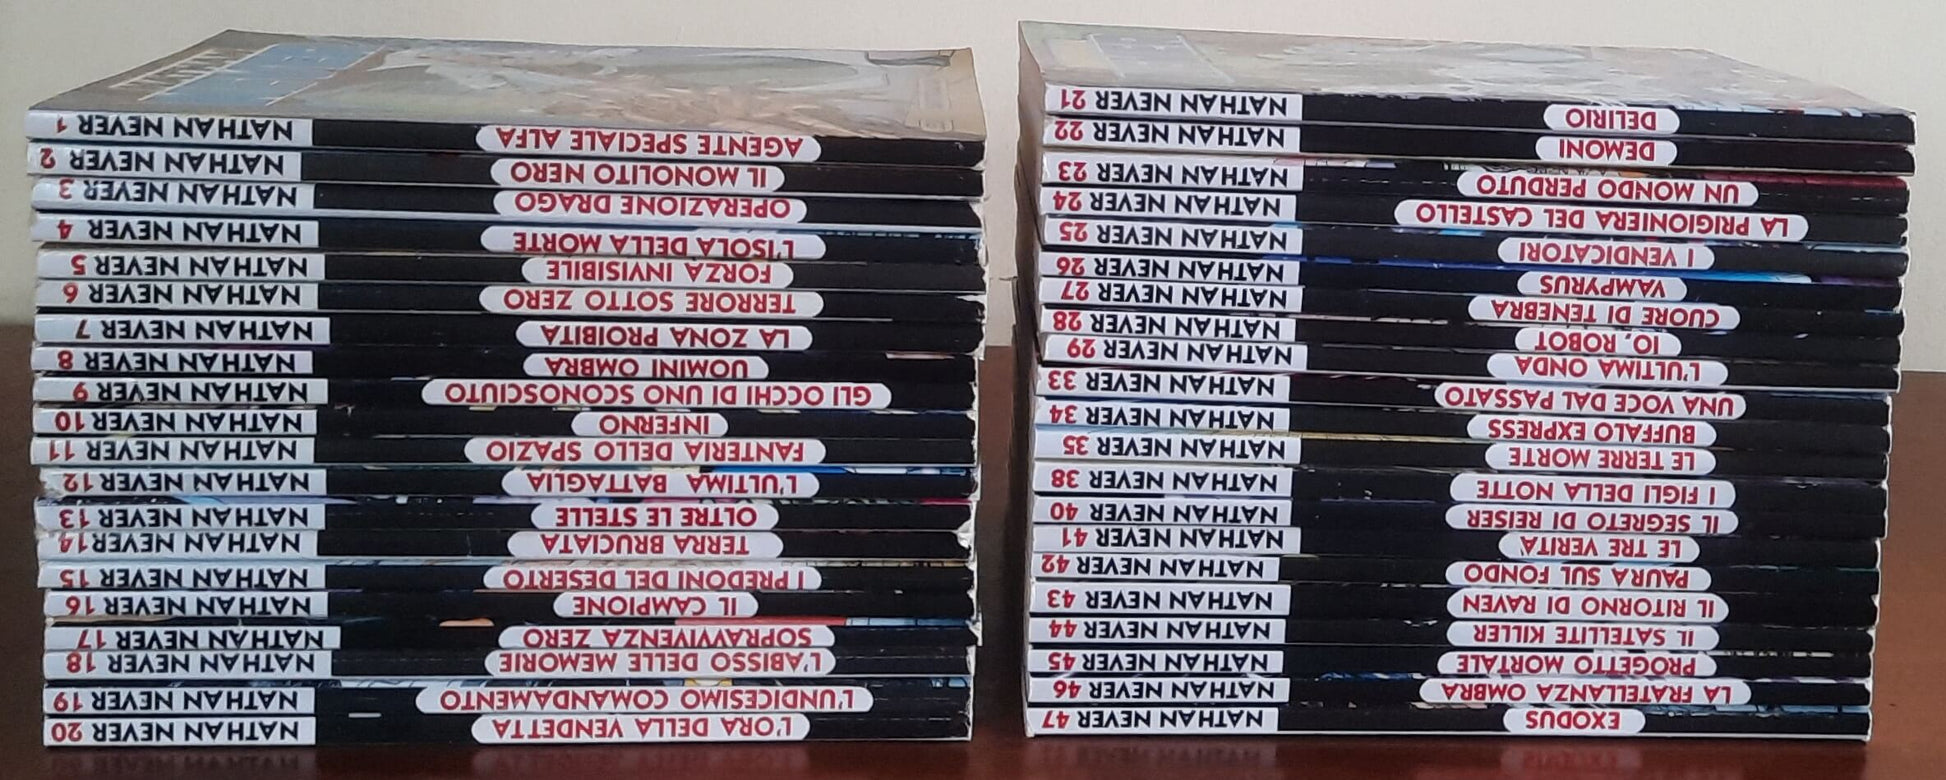 NATHAN NEVER 1 AGENTE SPECIALE ALFA
NATHAN NEVER 2 IL MONOLITO NERO
NATHAN NEVER 3 OPERAZIONE DRAGO
NATHAN NEVER 4 L'ISOLA DELLA MORTE
NATHAN NEVER 5 FORZA INVISIBILE
NATHAN NEVER 6 TERRORE SOTTO ZERO
NATHAN NEVER 7 LA ZONA PROIBITA
NATHAN NEVER 8 UOMINI OMBRA
NATHAN NEVER 9 GLI OCCHI DI UNO SCONOSCIUTO
NATHAN NEVER 10 INFERNO
NATHAN NEVER 11 FANTERIA DELLO SPAZIO
NATHAN NEVER 12 L'ULTIMA BATTAGLIA
NATHAN NEVER 13 OLTRE LE STELLE
NATHAN NEVER 14 TERRA BRUCIATA
NATHAN NEVER 15 I PREDONI DEL DESERTO
NATHAN NEVER 16 IL CAMPIONE
NATHAN NEVER 17 SOPRAVVIVENZA ZERO
NATHAN NEVER 18 L'ABISSO DELLE MEMORIE
NATHAN NEVER 19 L'UNDICESIMO COMANDAMENTO
NATHAN NEVER 20 L'ORA DELLA VENDETTA
NATHAN NEVER 21 DELIRIO
NATHAN NEVER 22 DEMONI
NATHAN NEVER 23 UN MONDO PERDUTO
NATHAN NEVER 24 LA PRIGIONIERA DEL CASTELLO
NATHAN NEVER 25 I VENDICATORI
NATHAN NEVER 26 VAMPYRUS
NATHAN NEVER 27 CUORE DI TENEBRA
NATHAN NEVER 28 IO, ROBOT
NATHAN NEVER 29 L'ULTIMA ONDA
NATHAN NEVER 33 UNA VOCE DAL PASSATO
NATHAN NEVER 34 BUFFALO EXPRESS
NATHAN NEVER 35 LE TERRE MORTE
NATHAN NEVER 38 I FIGLI DELLA NOTTE
NATHAN NEVER 40 IL SEGRETO DI REISER
NATHAN NEVER 41 LE TRE VERITÀ
NATHAN NEVER 42 PAURA SUL FONDO
NATHAN NEVER 43 IL RITORNO DI RAVEN
NATHAN NEVER 44 IL SATELLITE KILLER
NATHAN NEVER 45 PROGETTO MORTALE
NATHAN NEVER 46 LA FRATELLANZA OMBRA
NATHAN NEVER 47 EXODUS